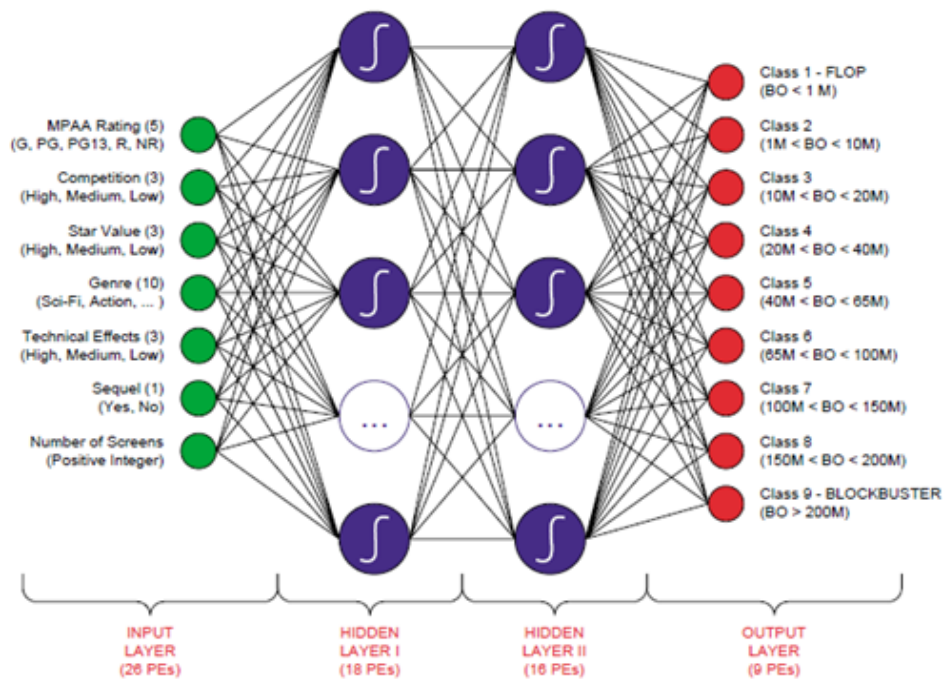 MPAA Rating (5)
(G, PG, PG13, R, NR)
Competition (3)
(High, Medium, Low)
Star Value (3)
(High, Medium, Low)
Genre (10)
(Sci-Fi, Action, ... )
Technical Effects (3)
(High, Medium, Low)
Sequel (1)
(Yes, No)
Number of Screens
(Positive Integer)
...
...
Class 1 - FLOP
(BO < 1 M)
Class 2
(1M < BO < 10M)
Class 3
(10M < BO < 20M)
Class 4
(20M < BO < 40M)
Class 5
(40M < BO < 65M)
Class 6
(65M < BO < 100M)
Class 7
(100M < BO < 150M)
Class 8
(150M < BO < 200M)
Class 9 - BLOCKBUSTER
(BO > 200M)
INPUT
LAYER
(26 PEs)
HIDDEN
LAYER I
(18 PEs)
HIDDEN
LAYER II
(16 PEs)
OUTPUT
LAYER
(9 PEs)